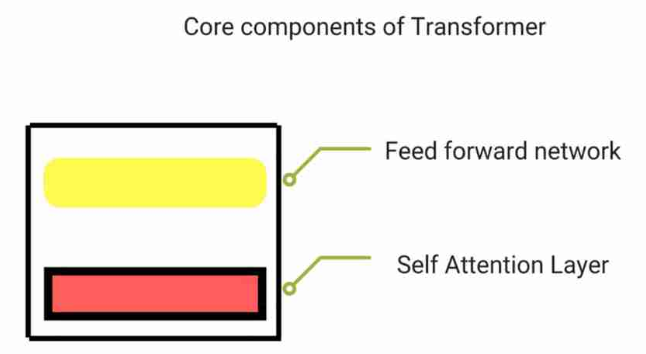 Core components of Transformer
Feed forward network
Self Attention Layer